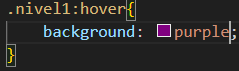 .nivel1:hover{
    background: purple;
}